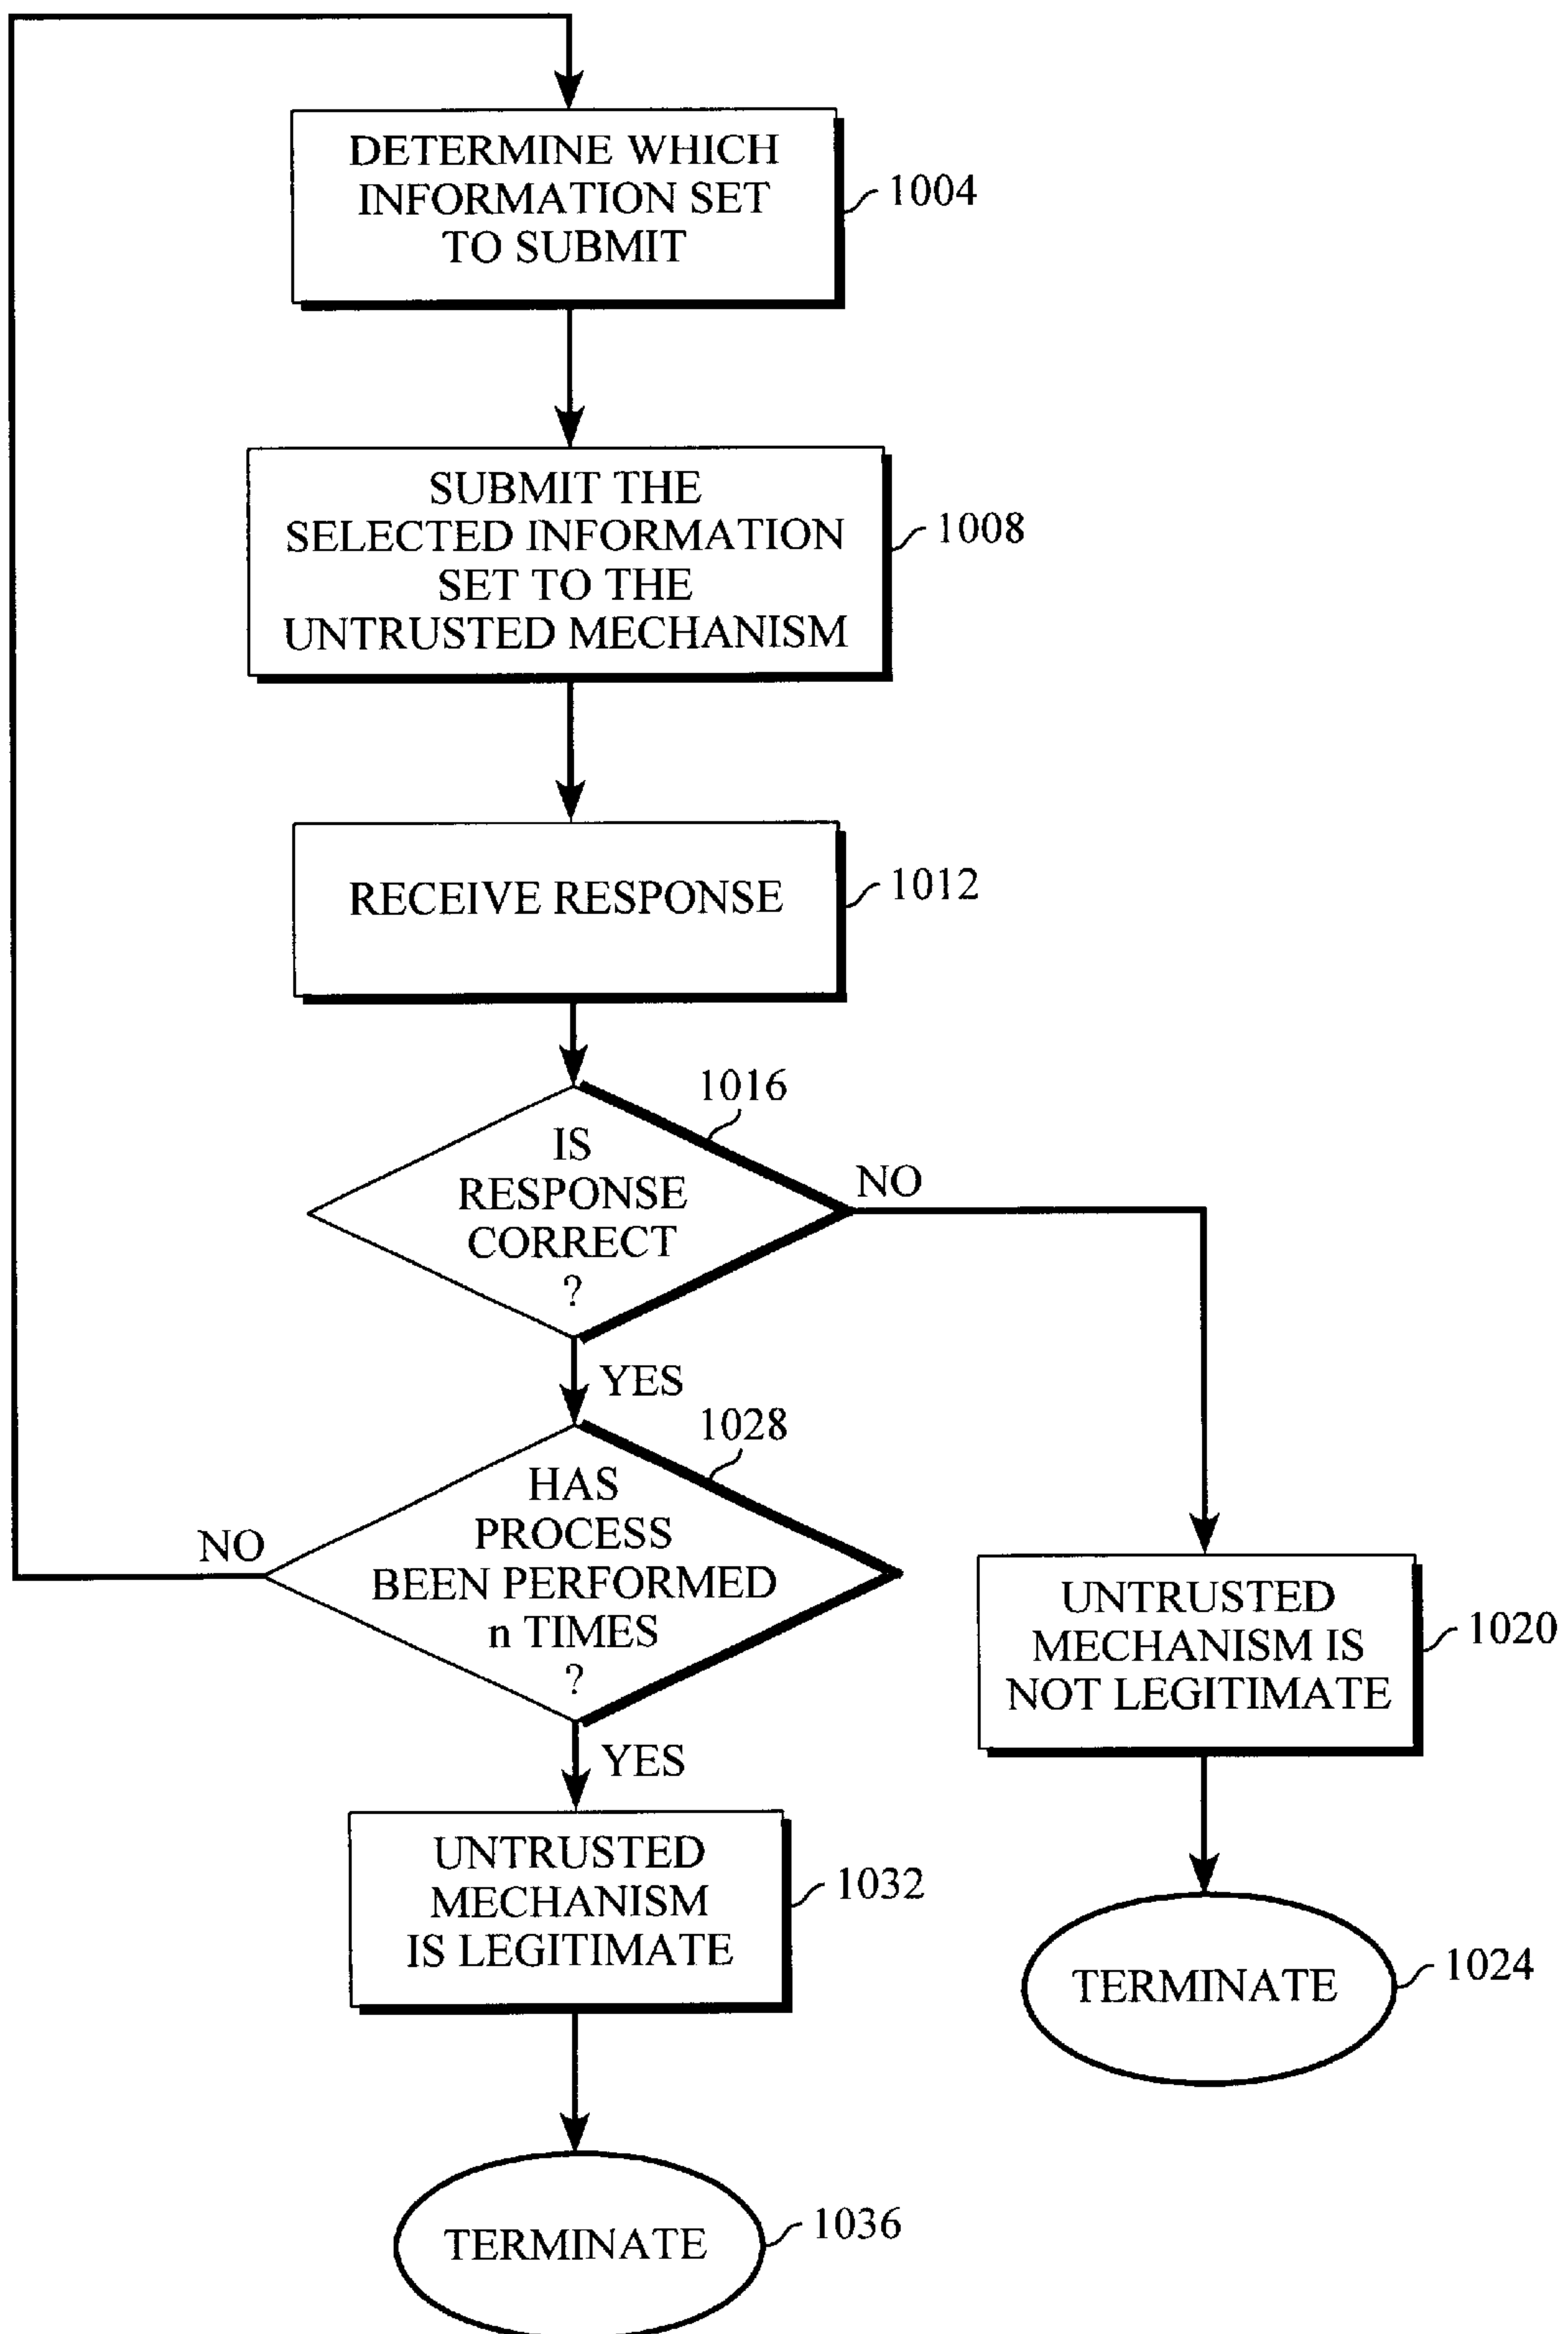 DETERMINE WHICH
INFORMATION SET
TO SUBMIT
1004
SUBMIT THE
SELECTED INFORMATION
SET TO THE
UNTRUSTED MECHANISM
1008
RECEIVE RESPONSE
1012
1016
IS
RESPONSE
CORRECT
?
NO
YES
1028
HAS
PROCESS
BEEN PERFORMED
n TIMES
?
NO
YES
UNTRUSTED
MECHANISM IS
NOT LEGITIMATE
1020
UNTRUSTED
MECHANISM
IS LEGITIMATE
1032
TERMINATE
1024
TERMINATE
1036